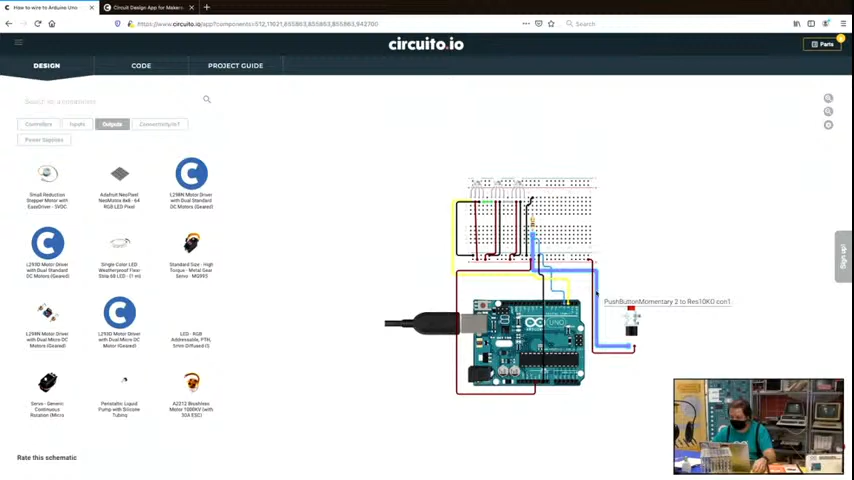 How to wire to Arduino Uno
Circuit Design App for Makers
https://www.circuito.io/app?components=512,11021,855863,855863,855863,942700
Search
circuito.io
Parts
DESIGN
CODE
PROJECT GUIDE
Controllers
Inputs
Outputs
Connectivity/IoT
Power Supplies
Small Reduction
Stepper Motor with
EasyDriver - 5VDC
Adafruit NeoPixel
NeoMatrix 8x8 - 64
RGB LED Pixel
L298N Motor Driver
with Dual Standard
DC Motors (Geared)
L293D Motor Driver
with Dual Standard
DC Motors (Geared)
Single Color LED
Weatherproof Flexi-
Strip 60 LED - (1 m)
Standard Size - High
Torque - Metal Gear
Servo - MG995
L298N Motor Driver
with Dual Micro DC
Motors (Geared)
L293D Motor Driver
with Dual Micro DC
Motors (Geared)
LED - RGB
Addressable, PTH,
5mm Diffused (5
Servo - Generic
Continuous
Rotation (Micro
Peristaltic Liquid
Pump with Silicone
Tubing
A2212 Brushless
Motor 1000KV (with
30A ESC)
PushButtonMomentary 2 to Res10KΩ con1
UNO
Sign up!
Rate this schematic